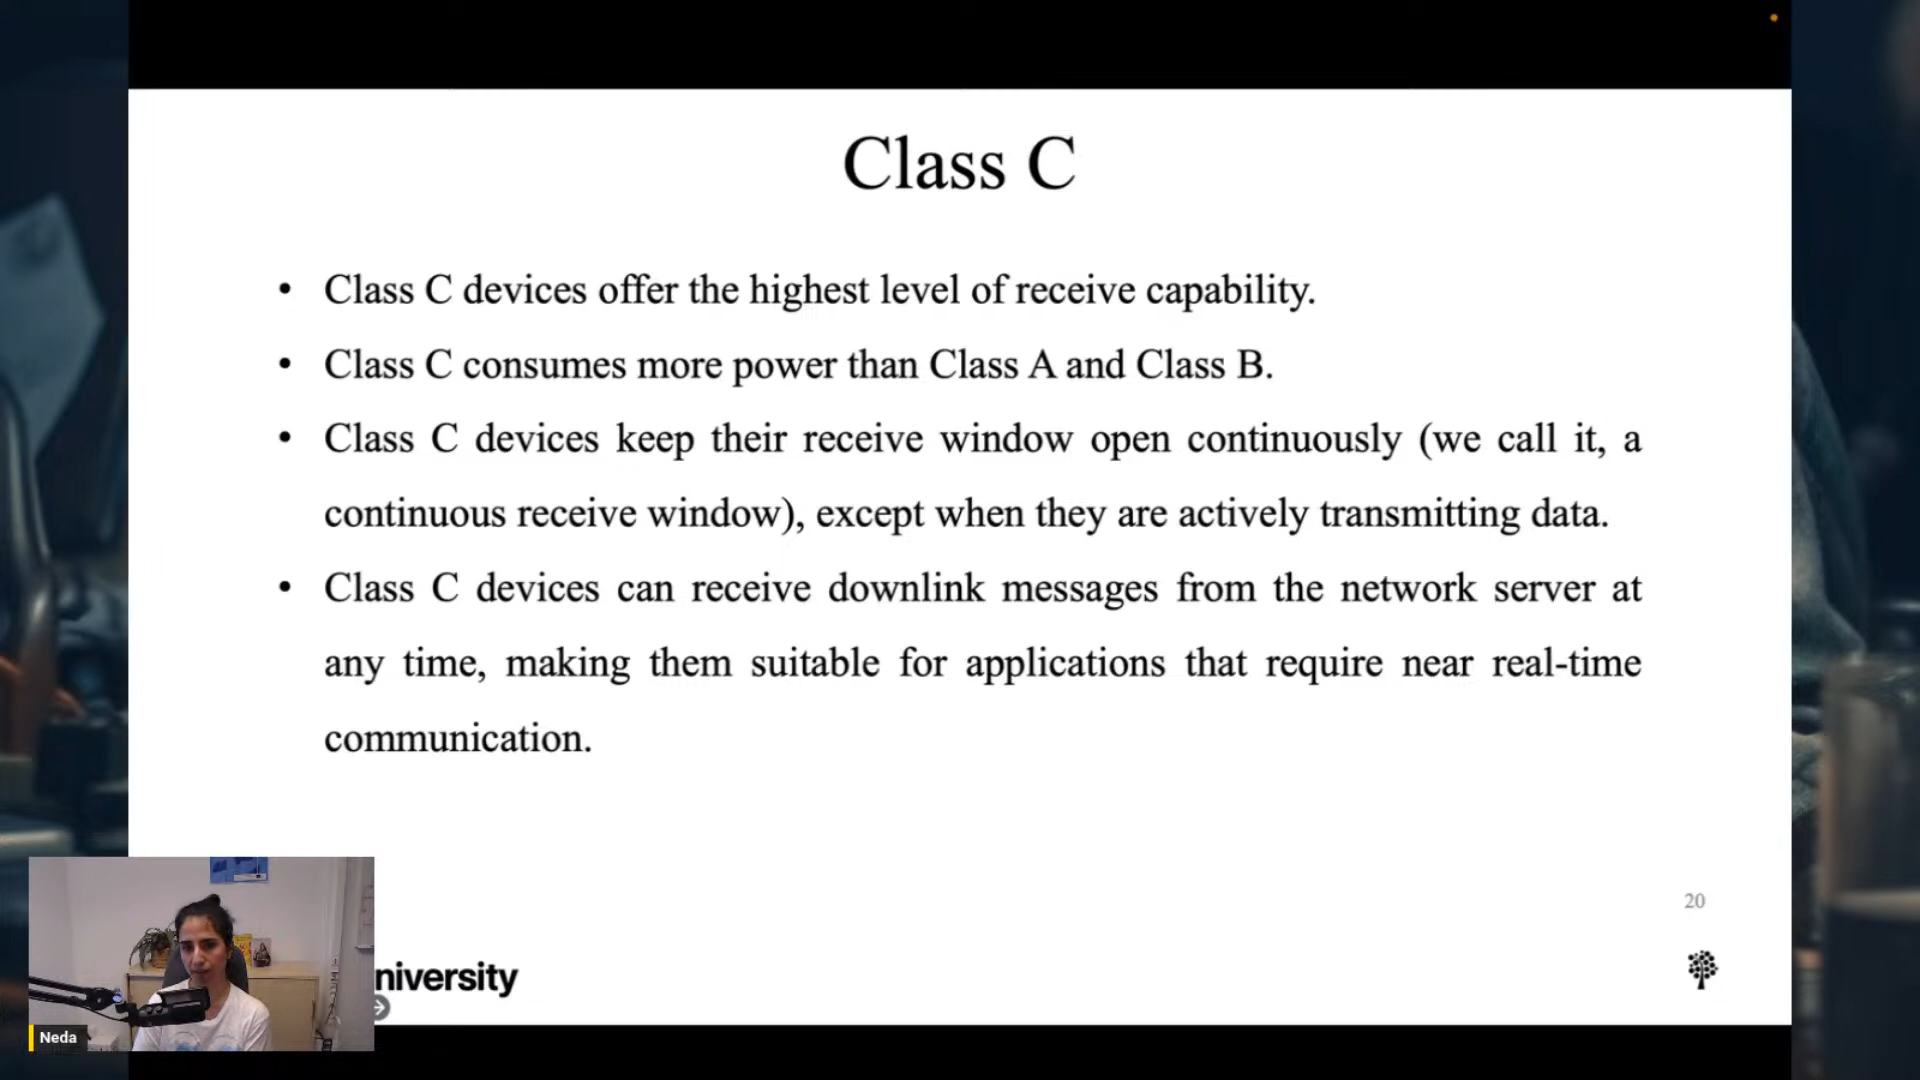 Class C
• Class C devices offer the highest level of receive capability.
• Class C consumes more power than Class A and Class B.
• Class C devices keep their receive window open continuously (we call it, a
continuous receive window), except when they are actively transmitting data.
• Class C devices can receive downlink messages from the network server at
any time, making them suitable for applications that require near real-time
communication.
20
niversity
Neda